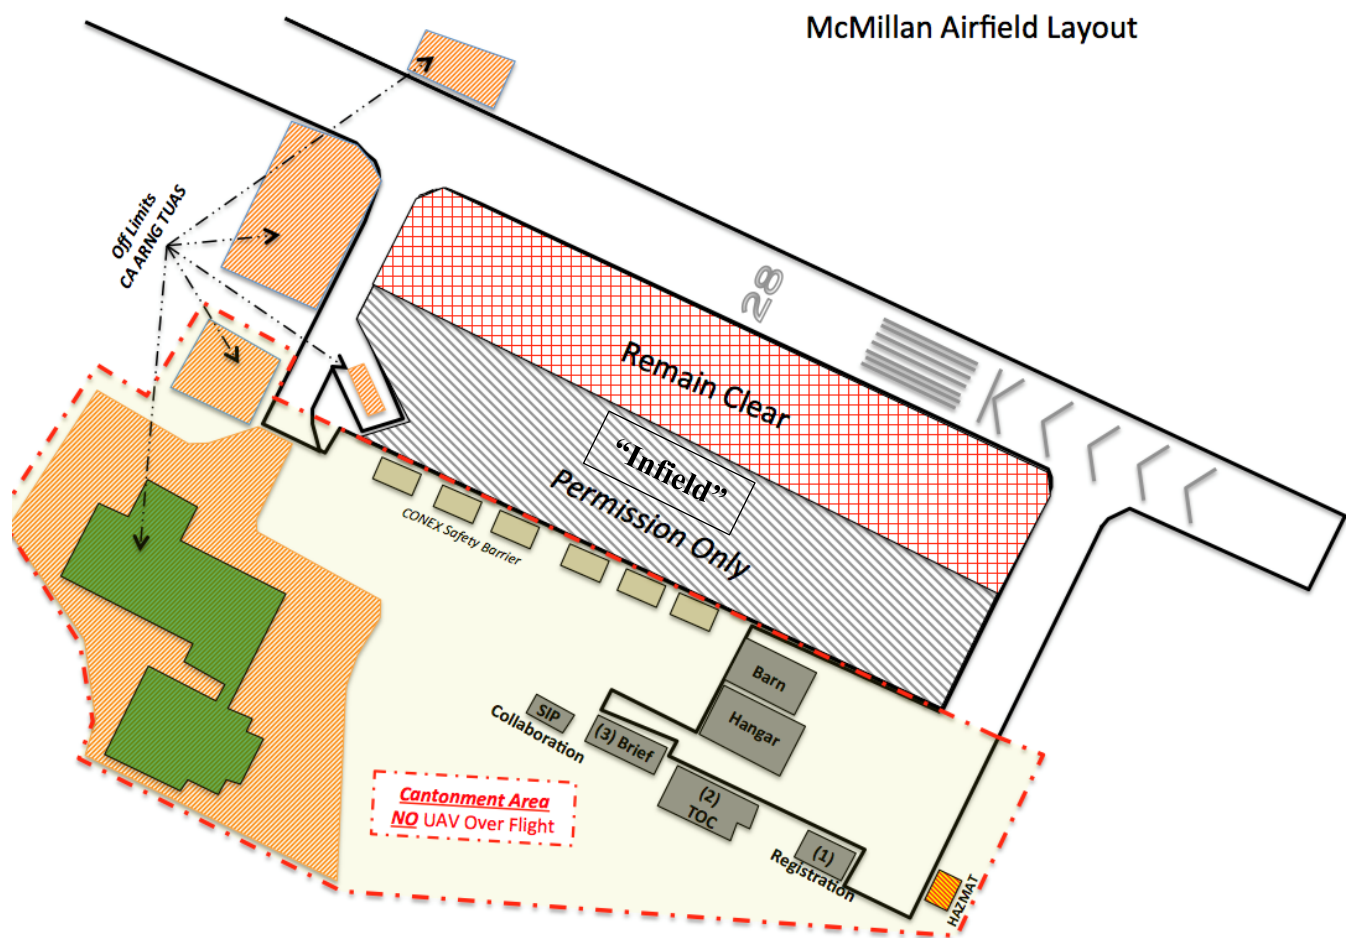 McMillan Airfield Layout
Off Limits
CA ARNG TUAS
28
Remain Clear
“Infield”
Permission Only
CONEX Safety Barrier
Barn
Hangar
SIP
Collaboration
(3) Brief
(2)
TOC
(1)
Registration
HAZMAT
Cantonment Area
NO UAV Over Flight